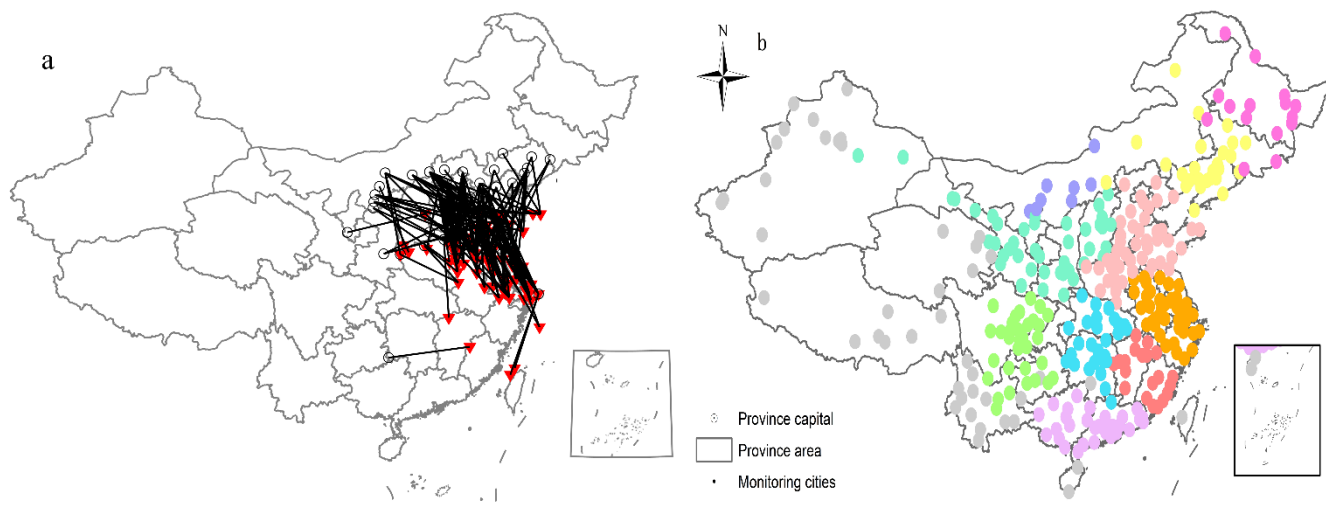 a
N
b
Province capital
Province area
Monitoring cities